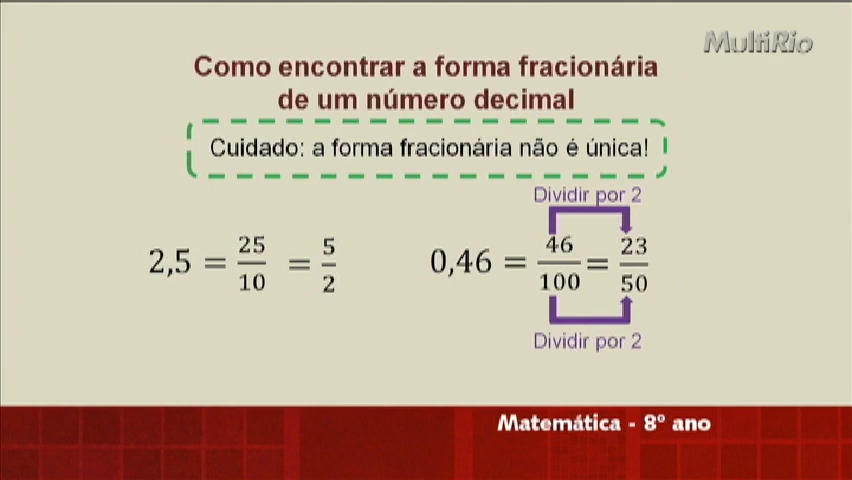 MultiRio
Como encontrar a forma fracionária
de um número decimal
Cuidado: a forma fracionária não é única!
Dividir por 2
2,5 = 25/10 = 5/2
0,46 = 46/100 = 23/50
Dividir por 2
Matemática - 8º ano